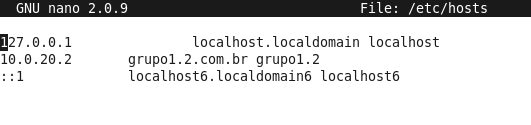 GNU nano 2.0.9 File: /etc/hosts
127.0.0.1 localhost.localdomain localhost
10.0.20.2 grupo1.2.com.br grupo1.2
::1 localhost6.localdomain6 localhost6